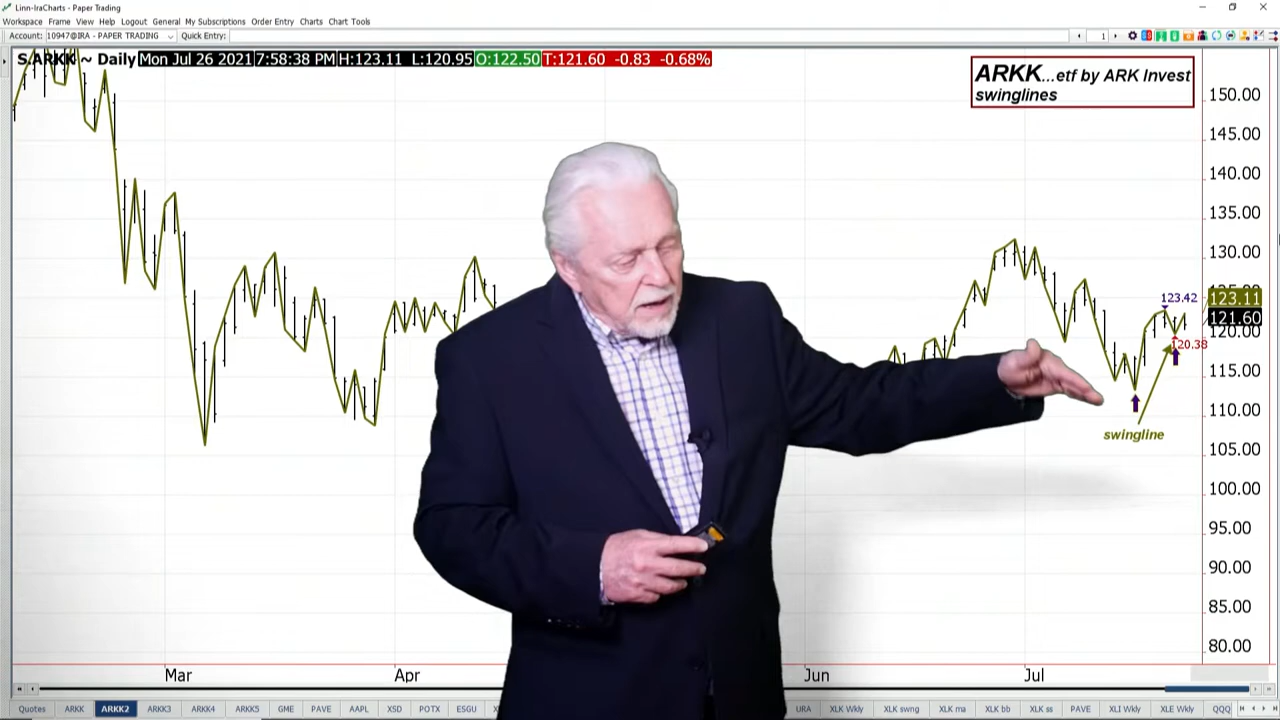 Linn-IraCharts - Paper Trading
Workspace Frame View Help Logout General My Subscriptions Order Entry Charts Chart Tools
Account: 10947@IRA - PAPER TRADING Quick Entry: 1
S.ARKK ~ Daily Mon Jul 26 2021 7:58:38 PM H:123.11 L:120.95 O:122.50 T:121.60 -0.83 -0.68%
ARKK...etf by ARK Invest
swinglines
150.00
145.00
140.00
135.00
130.00
123.42
123.11
121.60
120.00
120.38
115.00
110.00
swingline
105.00
100.00
95.00
90.00
85.00
80.00
Mar Apr Jun Jul
Quotes ARKK ARKK2 ARKK3 ARKK4 ARKK5 GME PAVE AAPL XSD POTX ESGU URA XLK Wkly XLK swng XLK ma XLK bb XLK ss PAVE XLI Wkly XLE Wkly QQQ